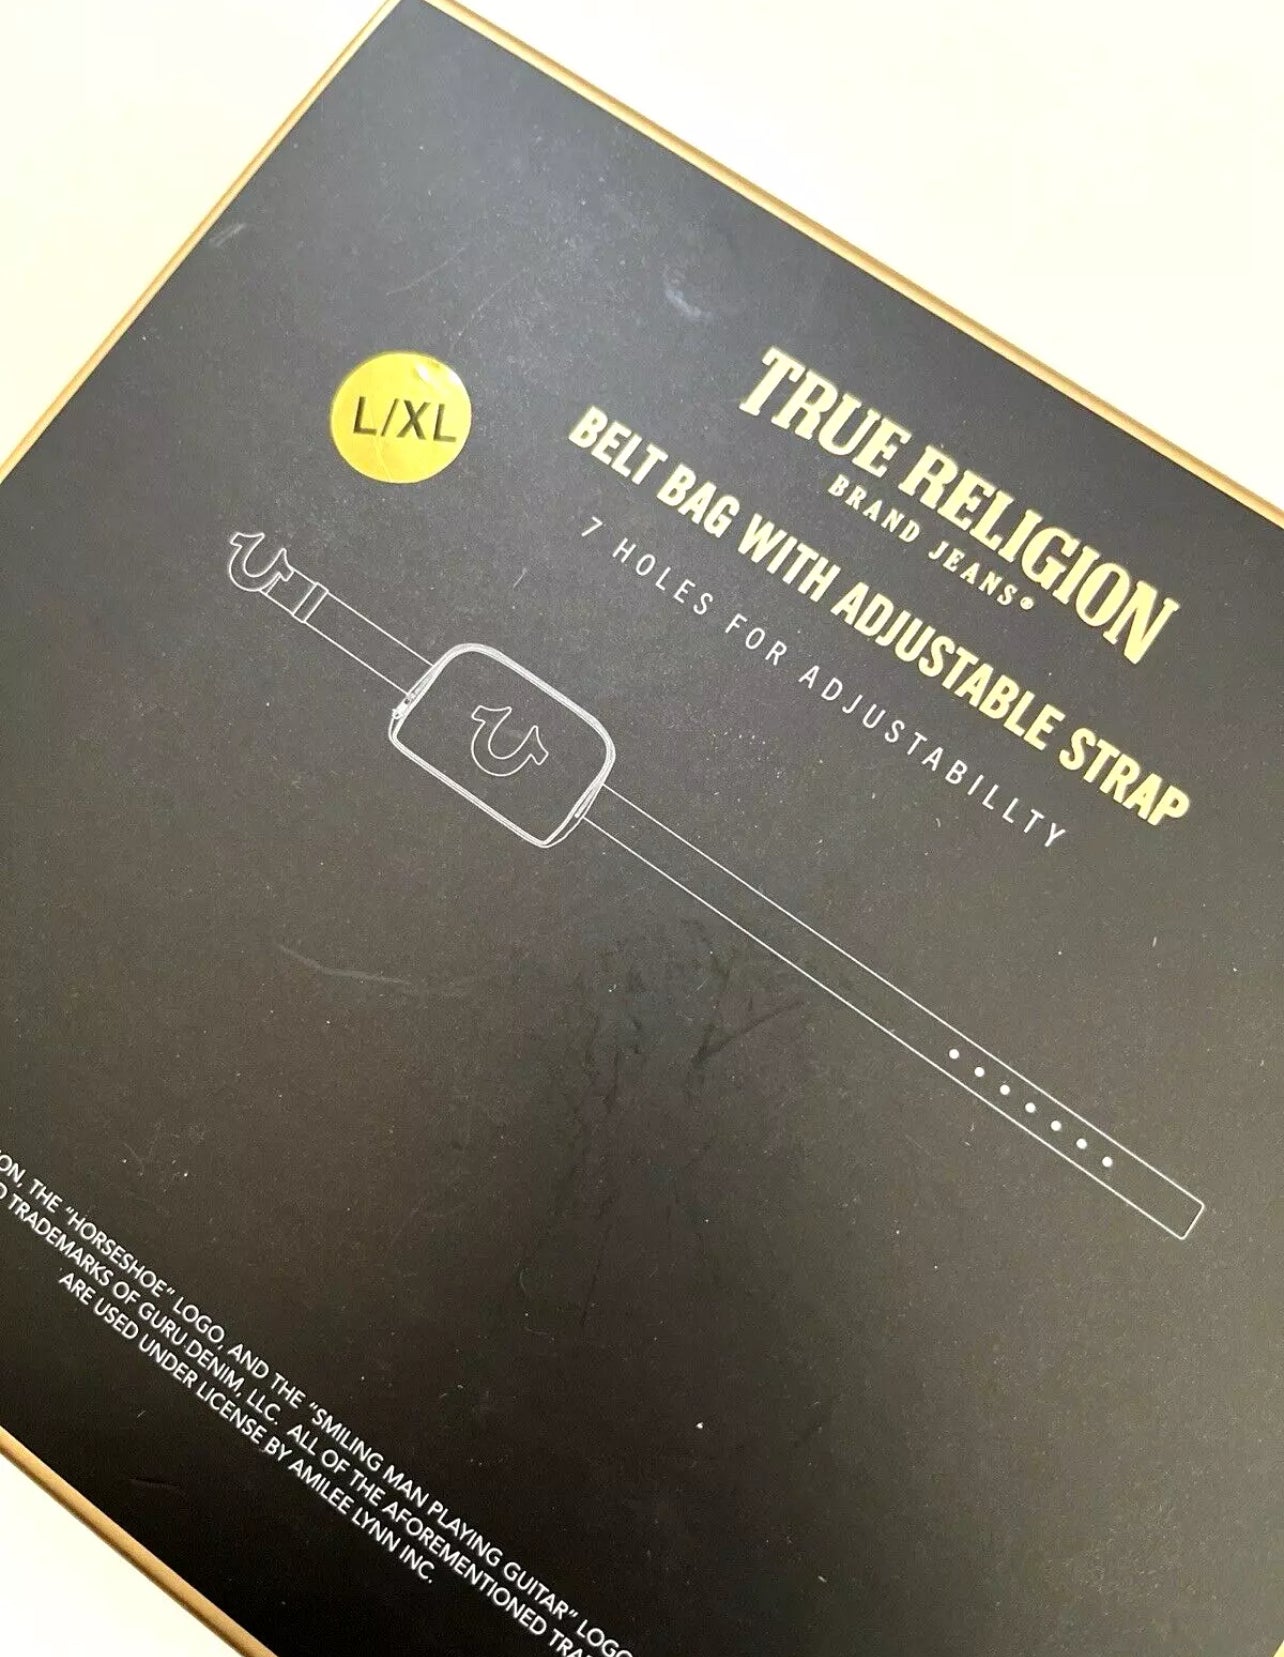 L/XL
TRUE RELIGION
BRAND JEANS®
BELT BAG WITH ADJUSTABLE STRAP
7 HOLES FOR ADJUSTABILLTY
THE "HORSESHOE" LOGO, AND THE "SMILING MAN PLAYING GUITAR" LOGO
TRADEMARKS OF GURU DENIM, LLC. ALL OF THE AFOREMENTIONED
ARE USED UNDER LICENSE BY AMILEE LYNN INC.